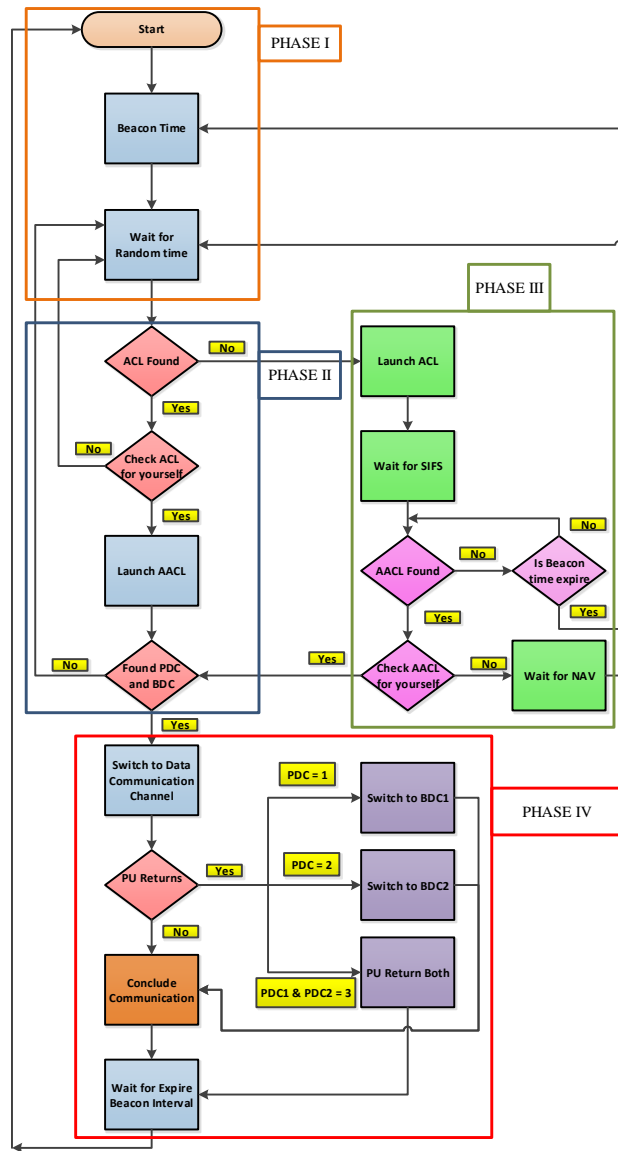 Start
PHASE I
Beacon Time
Wait for
Random time
PHASE III
ACL Found
No
PHASE II
Launch ACL
Yes
No
Check ACL
for yourself
Wait for SIFS
Yes
No
Launch AACL
AACL Found
No
Is Beacon
time expire
Yes
Yes
No
Found PDC
and BDC
Yes
Check AACL
for yourself
No
Wait for NAV
Yes
Switch to Data
Communication
Channel
PDC = 1
Switch to BDC1
PHASE IV
PU Returns
Yes
PDC = 2
Switch to BDC2
No
Conclude
Communication
PU Return Both
PDC1 & PDC2 = 3
Wait for Expire
Beacon Interval